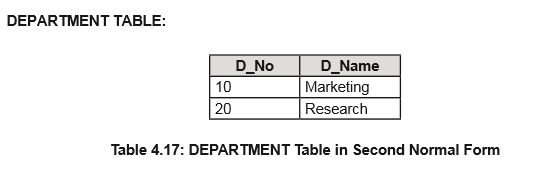 DEPARTMENT TABLE:
D_No D_Name
10 Marketing
20 Research
Table 4.17: DEPARTMENT Table in Second Normal Form